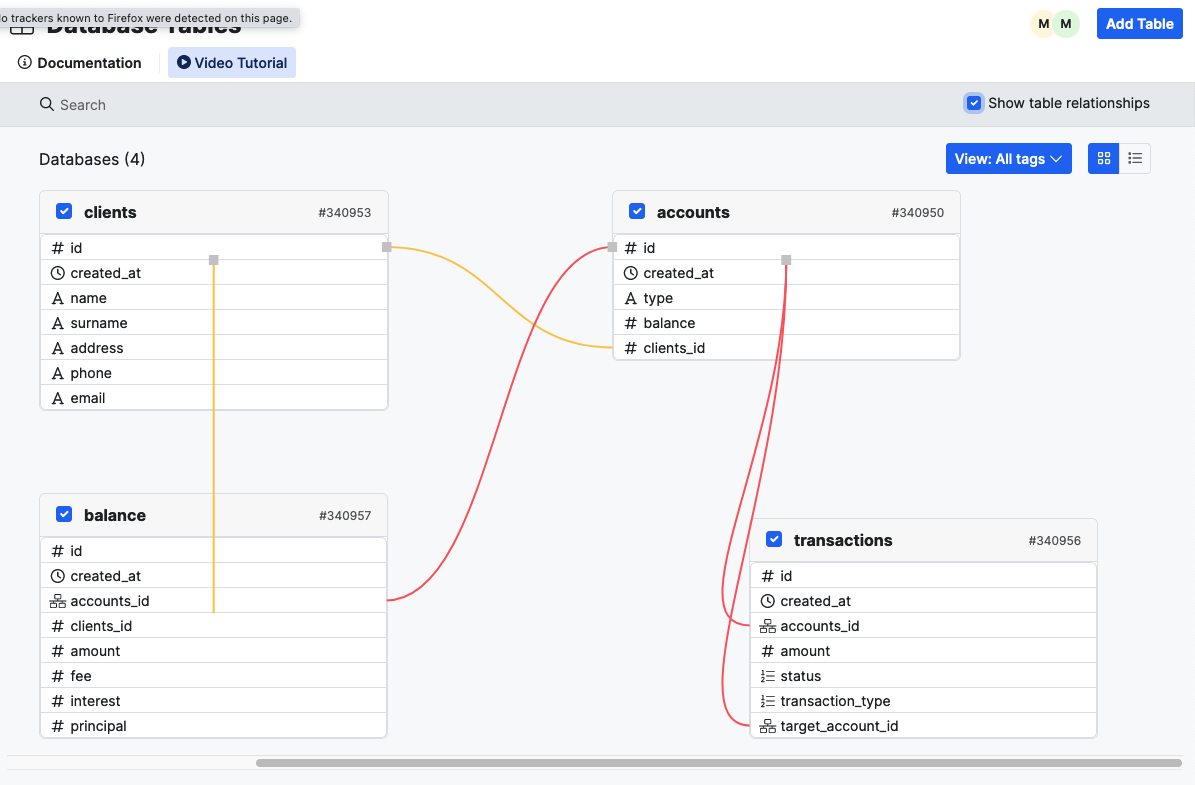 o trackers known to Firefox were detected on this page.
Database Tables
M M
Add Table
Documentation
Video Tutorial
Search
Show table relationships
Databases (4)
View: All tags
clients
#340953
id
created_at
name
surname
address
phone
email
accounts
#340950
id
created_at
type
balance
clients_id
balance
#340957
id
created_at
accounts_id
clients_id
amount
fee
interest
principal
transactions
#340956
id
created_at
accounts_id
amount
status
transaction_type
target_account_id